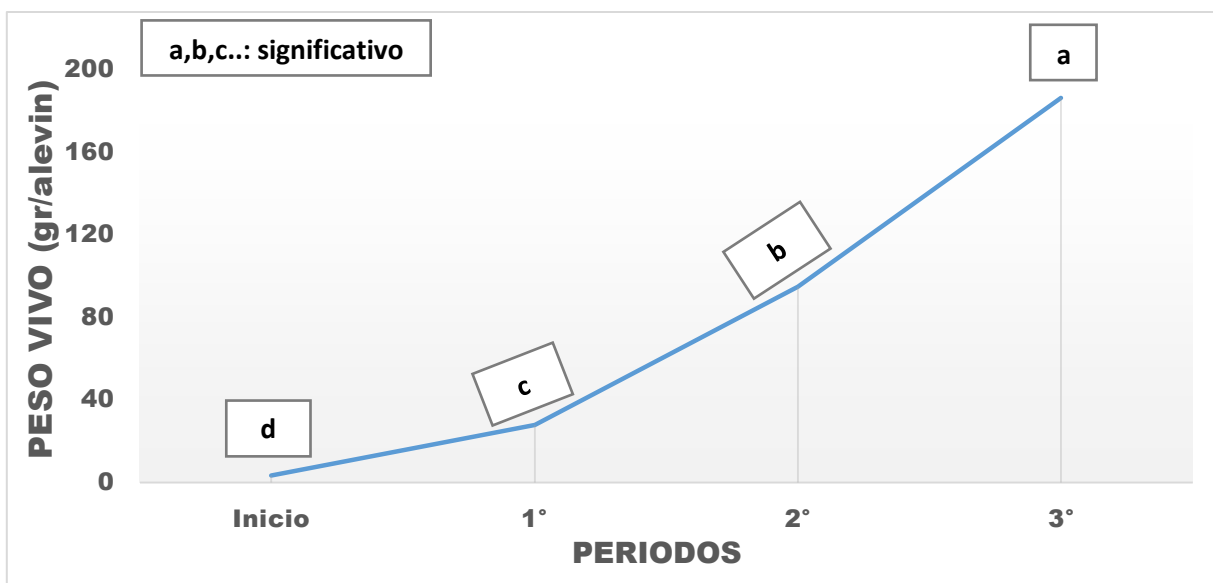 a,b,c..: significativo
PESO VIVO (gr/alevin)
200
160
120
80
40
0
a
b
c
d
Inicio
1°
2°
3°
PERIODOS